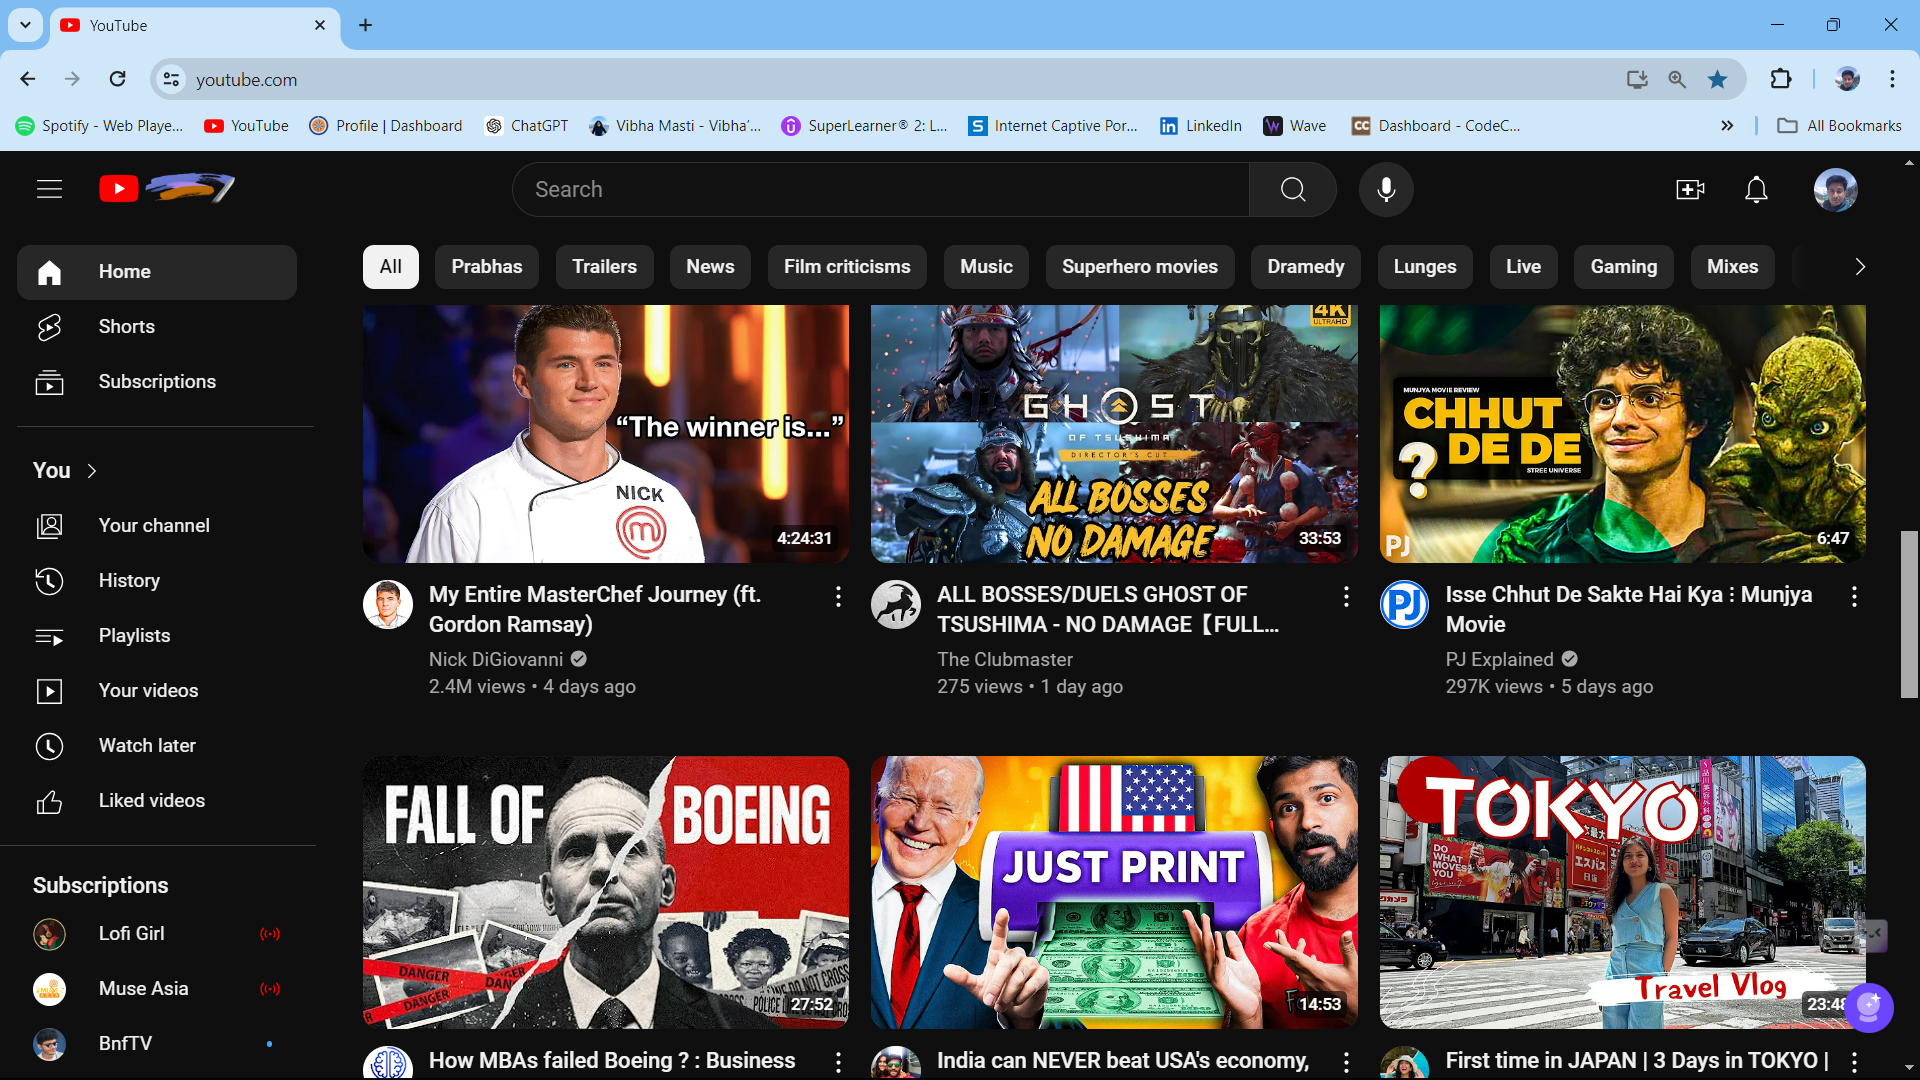 YouTube
youtube.com
Spotify - Web Playe...
YouTube
Profile | Dashboard
ChatGPT
Vibha Masti - Vibha'...
SuperLearner® 2: L...
Internet Captive Por...
LinkedIn
Wave
Dashboard - CodeC...
All Bookmarks
Search
Home
Shorts
Subscriptions
You
Your channel
History
Playlists
Your videos
Watch later
Liked videos
Subscriptions
Lofi Girl
Muse Asia
BnfTV
All
Prabhas
Trailers
News
Film criticisms
Music
Superhero movies
Dramedy
Lunges
Live
Gaming
Mixes
"The winner is..."
NICK
4:24:31
My Entire MasterChef Journey (ft.
Gordon Ramsay)
Nick DiGiovanni
2.4M views • 4 days ago
4K
ULTRAHD
GHOST
OF TSUSHIMA
DIRECTOR'S CUT
ALL BOSSES
NO DAMAGE
33:53
ALL BOSSES/DUELS GHOST OF
TSUSHIMA - NO DAMAGE【FULL...
The Clubmaster
275 views • 1 day ago
MUNJYA MOVIE REVIEW
CHHUT
DE DE
?
STREE UNIVERSE
PJ
6:47
PJ
Isse Chhut De Sakte Hai Kya ⁝ Munjya
Movie
PJ Explained
297K views • 5 days ago
FALL OF BOEING
DANGER
DANGER
27:52
How MBAs failed Boeing ? : Business
JUST PRINT
14:53
India can NEVER beat USA's economy,
TOKYO
DO
WHAT
MOVES
YOU
エスパス
日拓
Travel Vlog
23:48
First time in JAPAN | 3 Days in TOKYO |